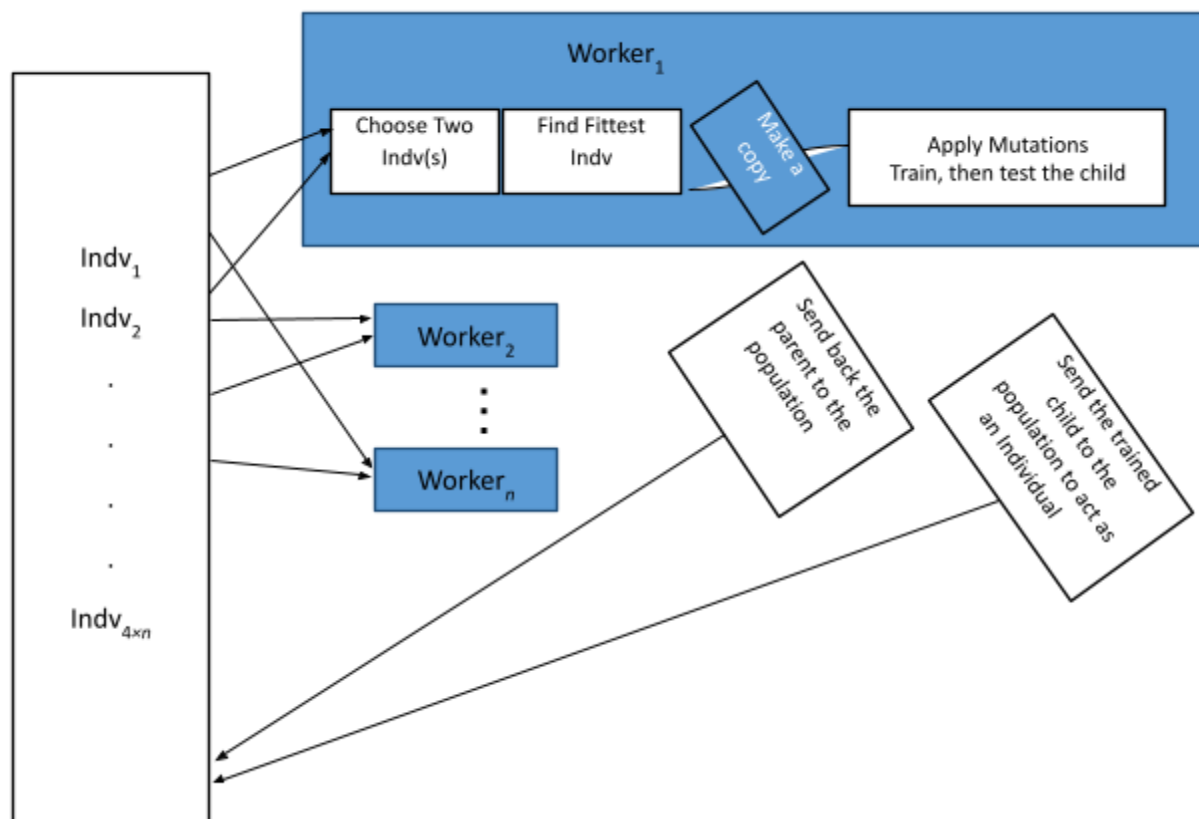 Worker₁
Choose Two
Indv(s)
Find Fittest
Indv
Make a
copy
Apply Mutations
Train, then test the child
Indv₁
Indv₂
.
.
.
.
Indv₄ₓₙ
Worker₂
⋮
Workerₙ
Send back the
parent to the
population
Send the trained
child to the
population to act as
an Individual